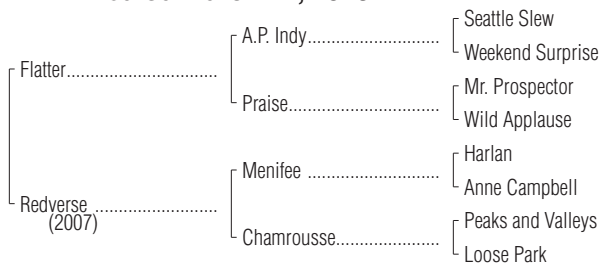 Seattle Slew
A.P. Indy
Weekend Surprise
Flatter
Mr. Prospector
Praise
Wild Applause
Harlan
Menifee
Anne Campbell
Redverse
(2007)
Peaks and Valleys
Chamrousse
Loose Park